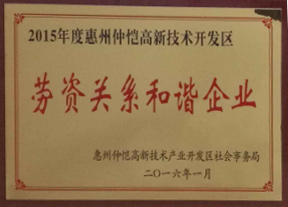 2015年度惠州仲恺高新技术开发区
劳资关系和谐企业
惠州仲恺高新技术产业开发区社会事务局
二〇一六年一月